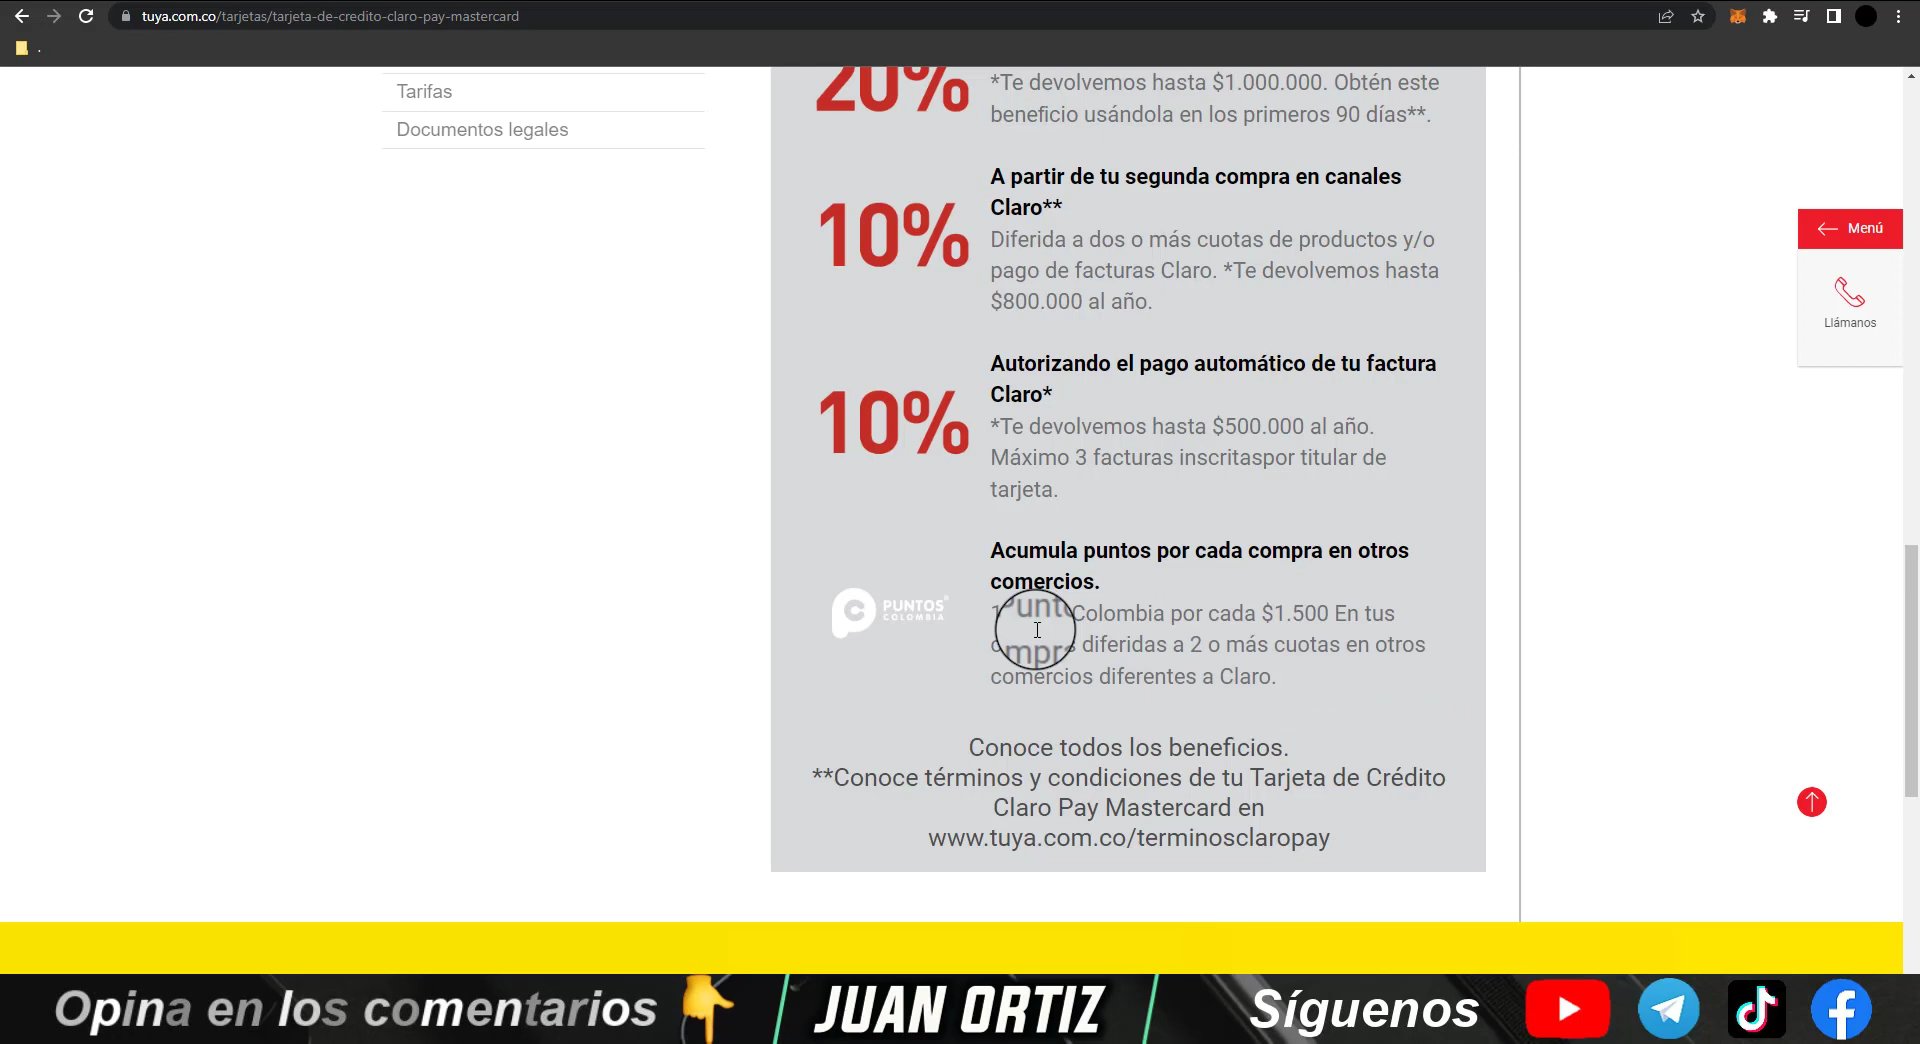 tuya.com.co/tarjetas/tarjeta-de-credito-claro-pay-mastercard
.
Tarifas
Documentos legales
20%
*Te devolvemos hasta $1.000.000. Obtén este
beneficio usándola en los primeros 90 días**.
10%
A partir de tu segunda compra en canales
Claro**
Diferida a dos o más cuotas de productos y/o
pago de facturas Claro. *Te devolvemos hasta
$800.000 al año.
10%
Autorizando el pago automático de tu factura
Claro*
*Te devolvemos hasta $500.000 al año.
Máximo 3 facturas inscritaspor titular de
tarjeta.
PUNTOS
COLOMBIA
Acumula puntos por cada compra en otros
comercios.
1 Punto Colombia por cada $1.500 En tus
compras diferidas a 2 o más cuotas en otros
comercios diferentes a Claro.
Conoce todos los beneficios.
**Conoce términos y condiciones de tu Tarjeta de Crédito
Claro Pay Mastercard en
www.tuya.com.co/terminosclaropay
Menú
Llámanos
Opina en los comentarios
JUAN ORTIZ
Síguenos